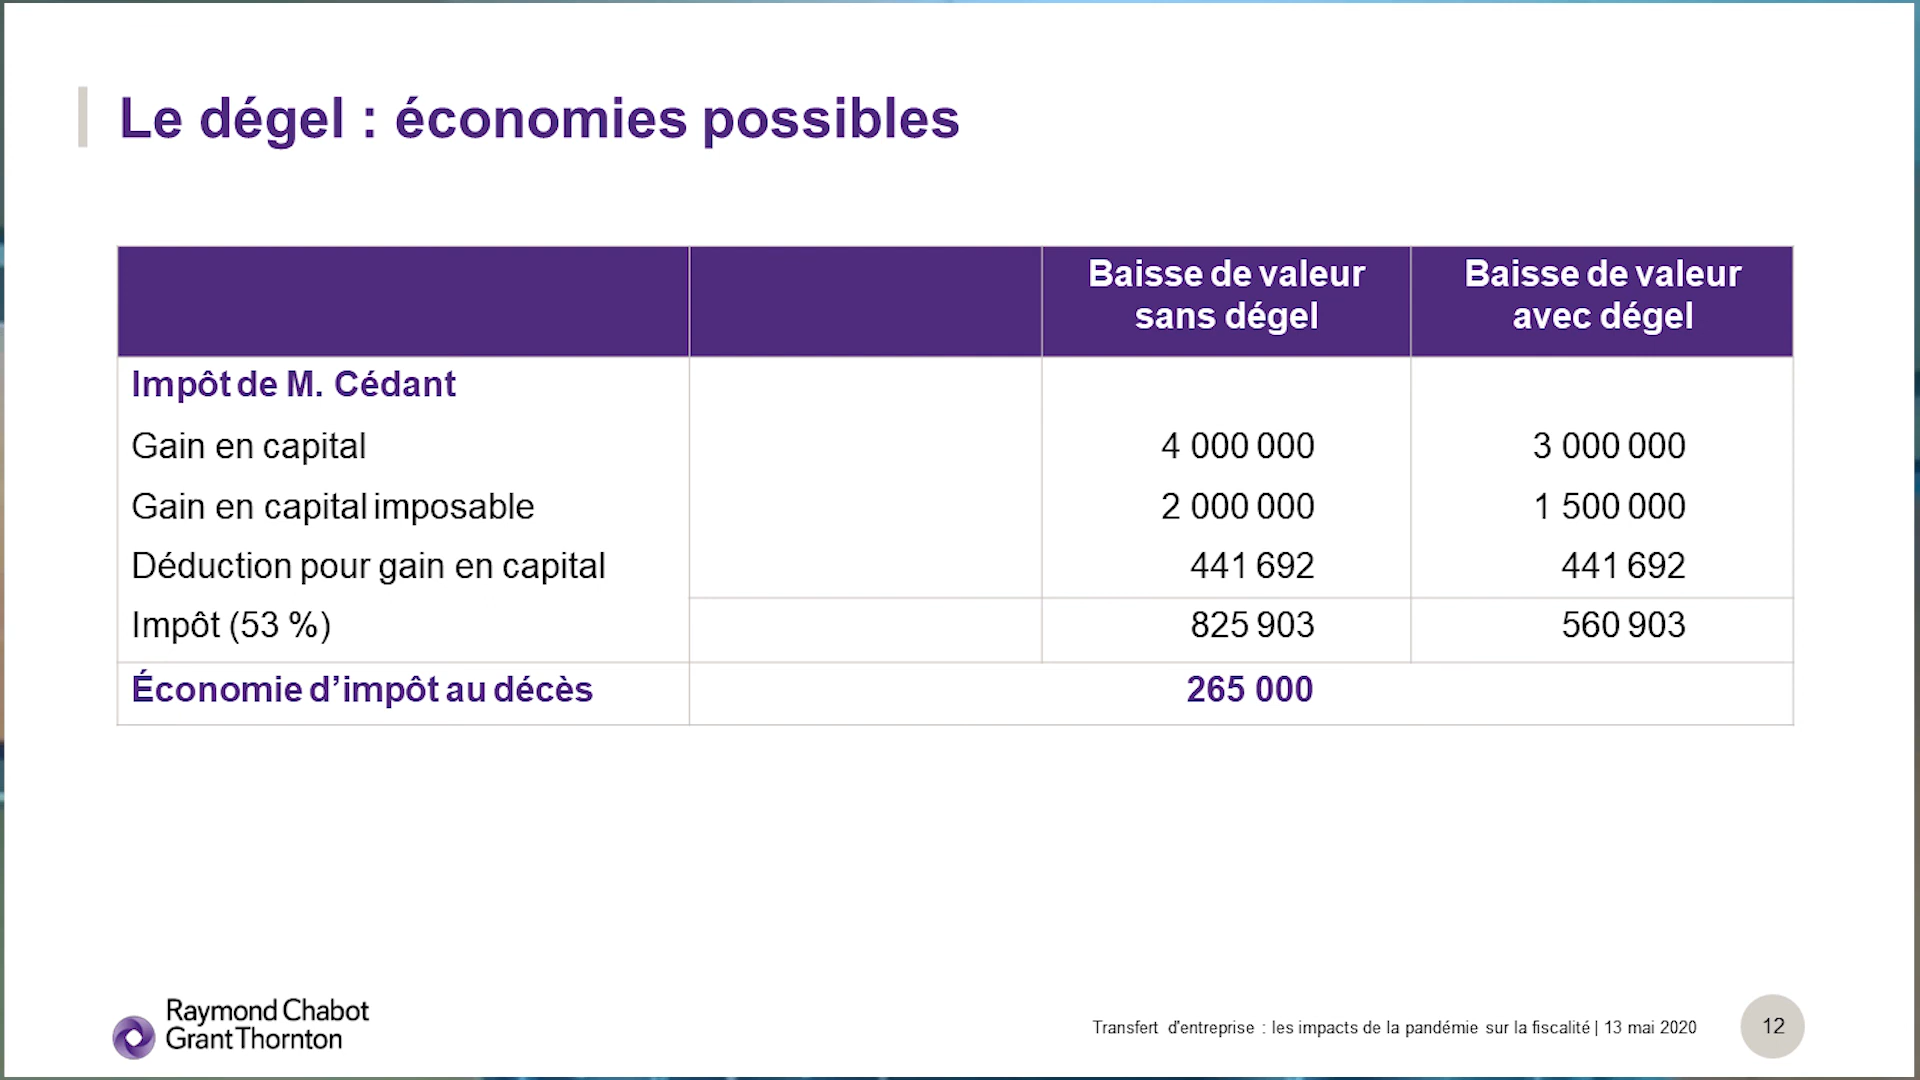 Le dégel : économies possibles
Baisse de valeur sans dégel
Baisse de valeur avec dégel
Impôt de M. Cédant
Gain en capital 4 000 000 3 000 000
Gain en capital imposable 2 000 000 1 500 000
Déduction pour gain en capital 441 692 441 692
Impôt (53 %) 825 903 560 903
Économie d’impôt au décès 265 000
Raymond Chabot
Grant Thornton
Transfert d'entreprise : les impacts de la pandémie sur la fiscalité | 13 mai 2020
12